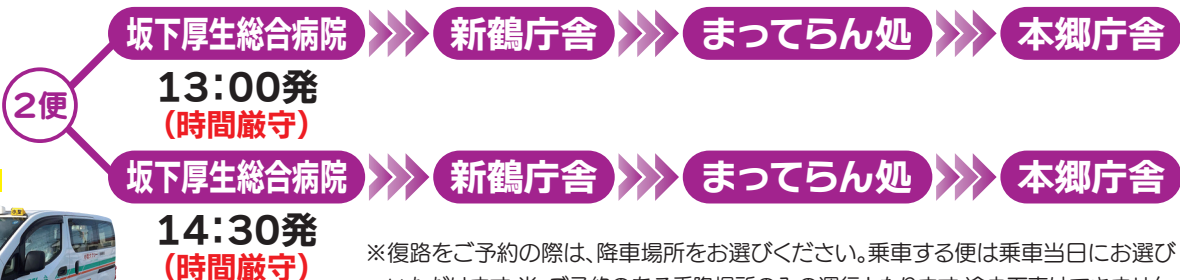 坂下厚生総合病院 新鶴庁舎 まってらん処 本郷庁舎
13:00発
(時間厳守)
2便
坂下厚生総合病院 新鶴庁舎 まってらん処 本郷庁舎
14:30発
(時間厳守)
※復路をご予約の際は、降車場所をお選びください。乗車する便は乗車当日にお選び